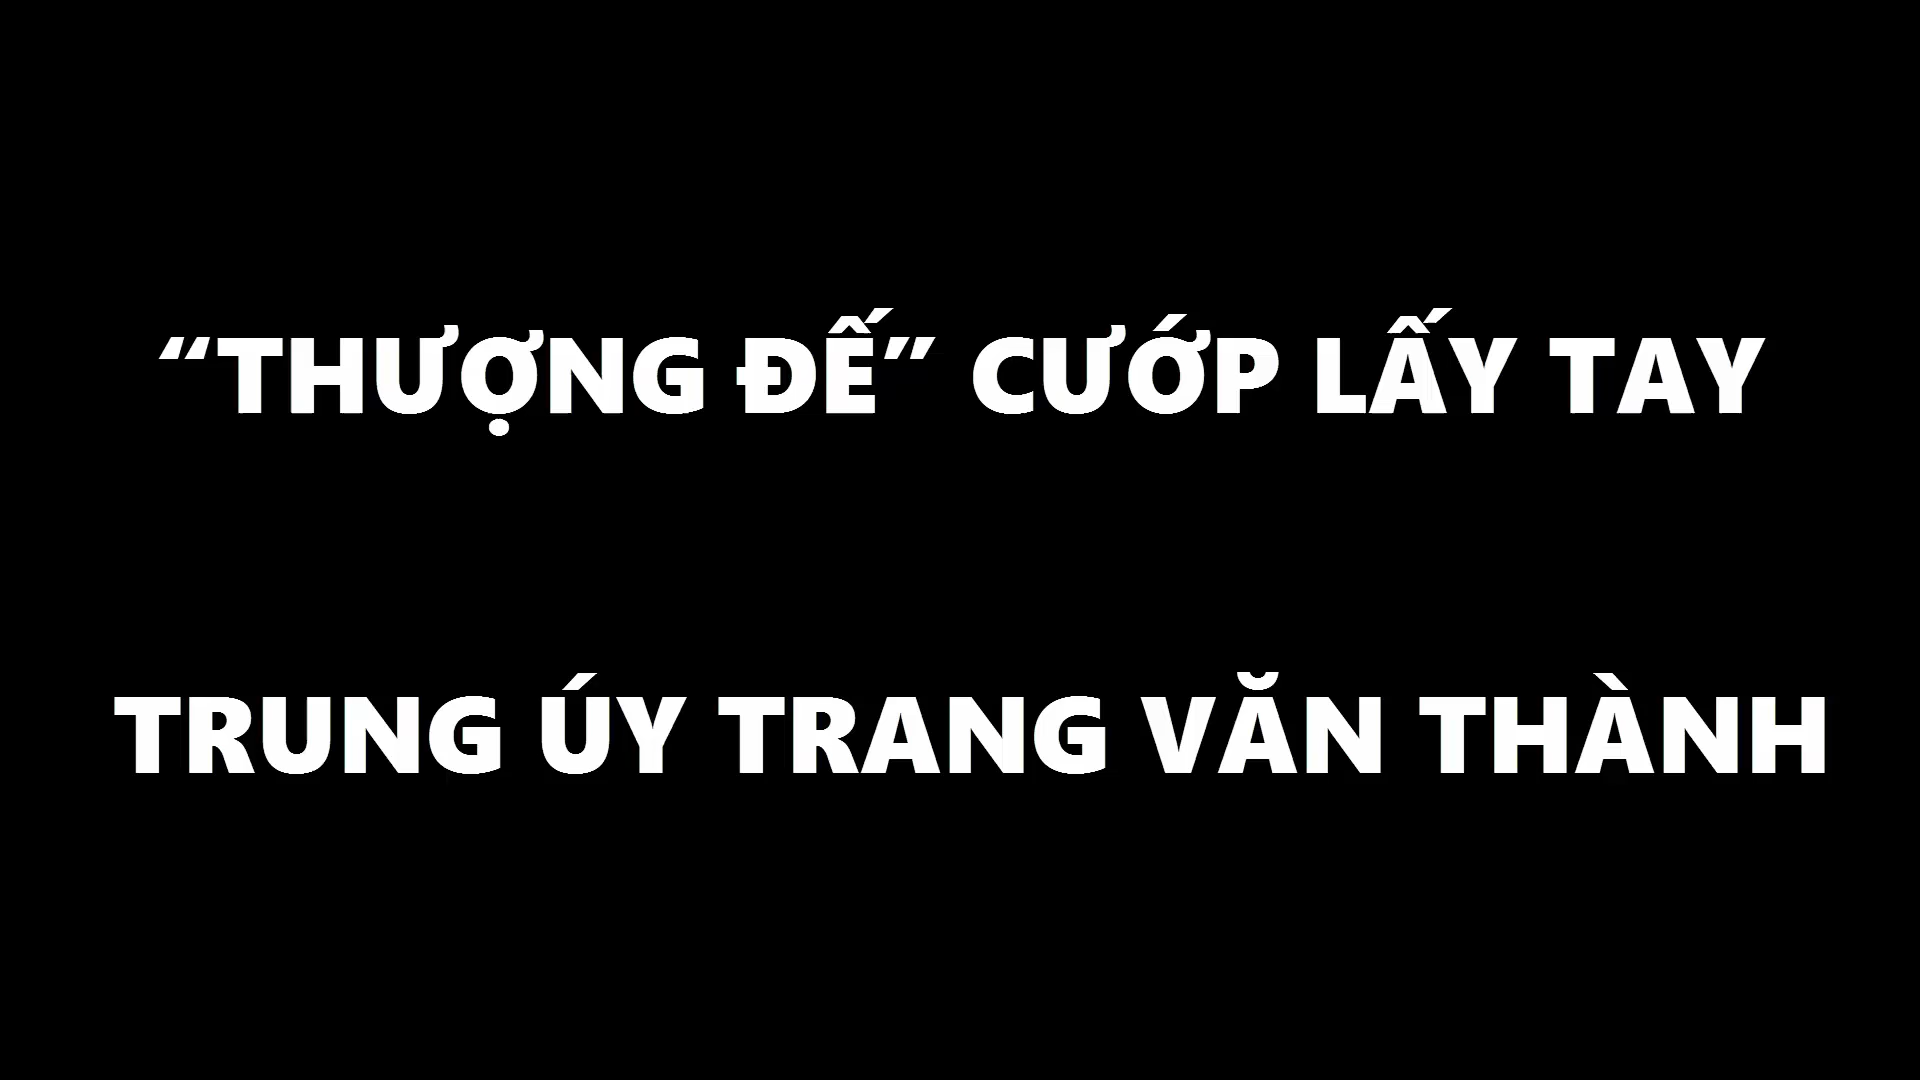 “THƯỢNG ĐẾ” CƯỚP LẤY TAY
TRUNG ÚY TRANG VĂN THÀNH